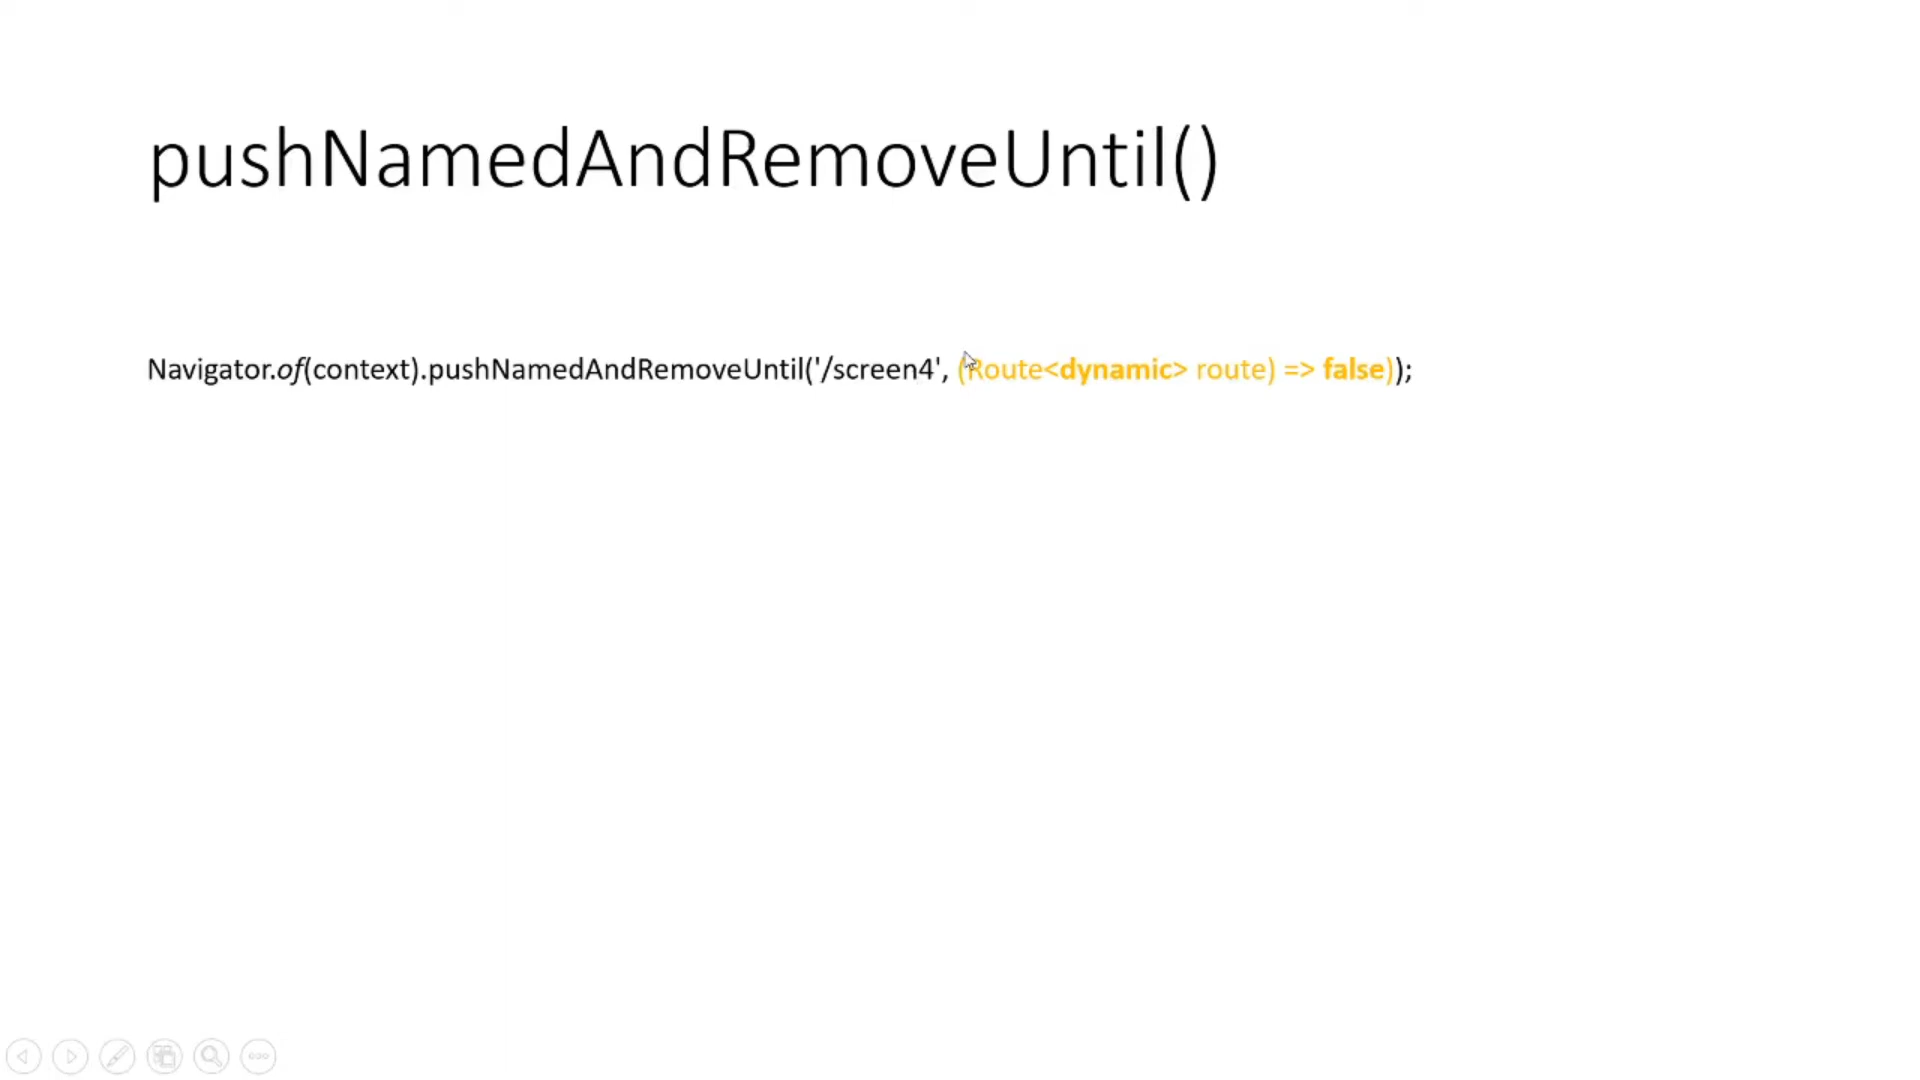 pushNamedAndRemoveUntil()
Navigator.of(context).pushNamedAndRemoveUntil('/screen4', (Route<dynamic> route) => false));